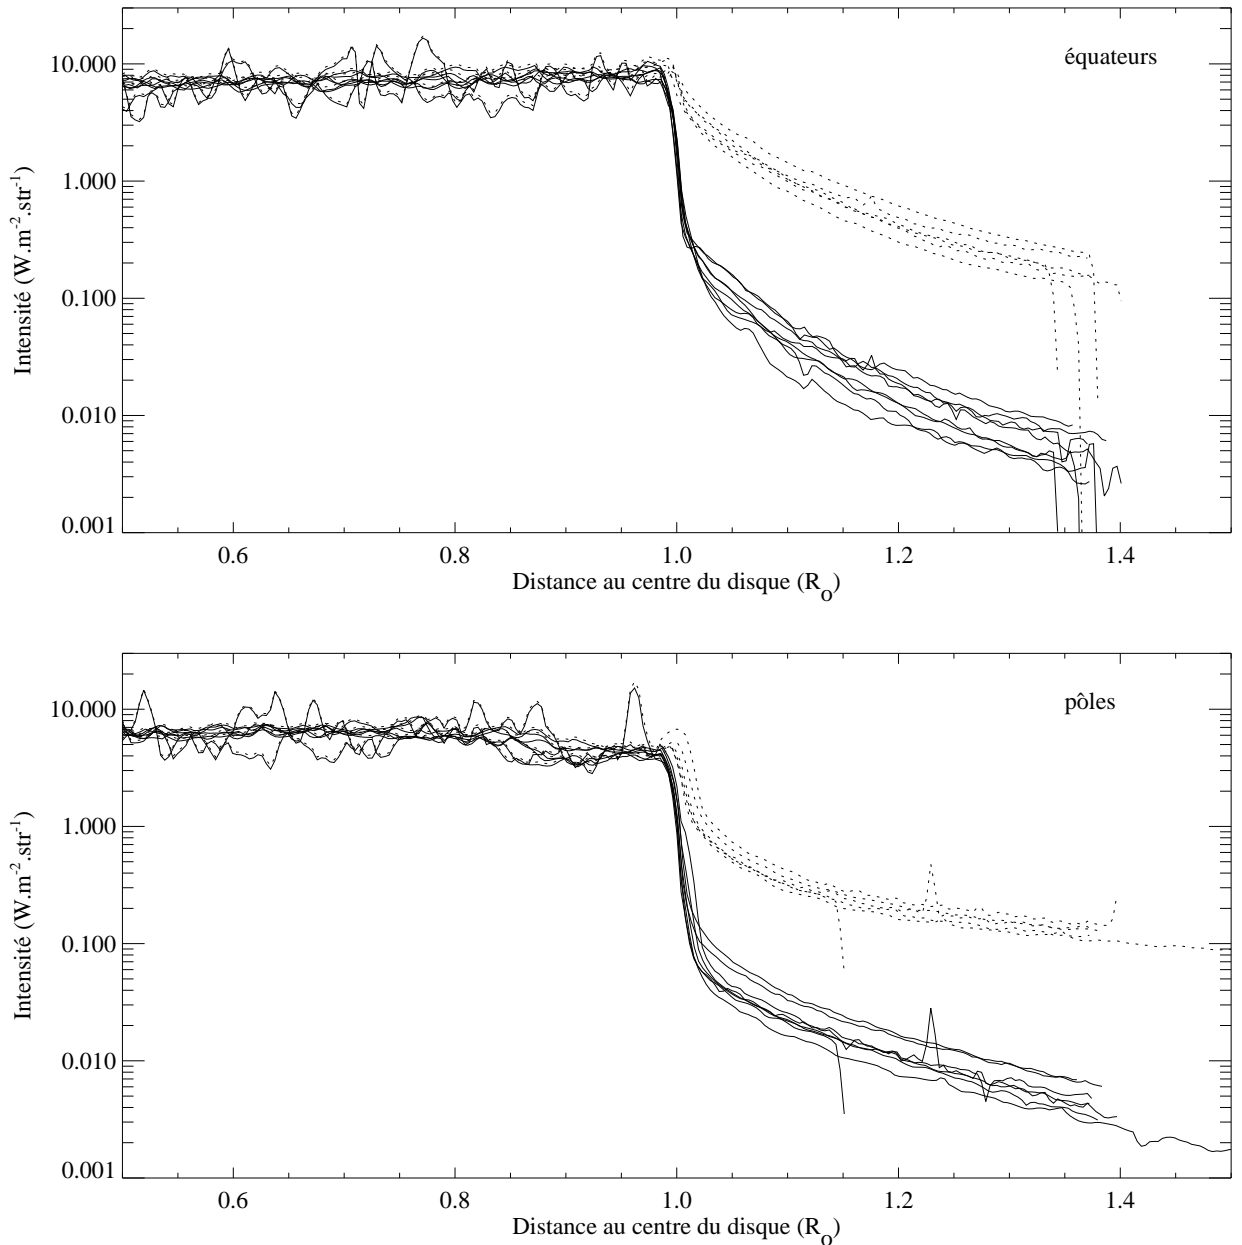 équateurs
10.000
1.000
0.100
0.010
0.001
Intensité (W.m-2.str-1)
0.6 0.8 1.0 1.2 1.4
Distance au centre du disque (Ro)
pôles
10.000
1.000
0.100
0.010
0.001
Intensité (W.m-2.str-1)
0.6 0.8 1.0 1.2 1.4
Distance au centre du disque (Ro)